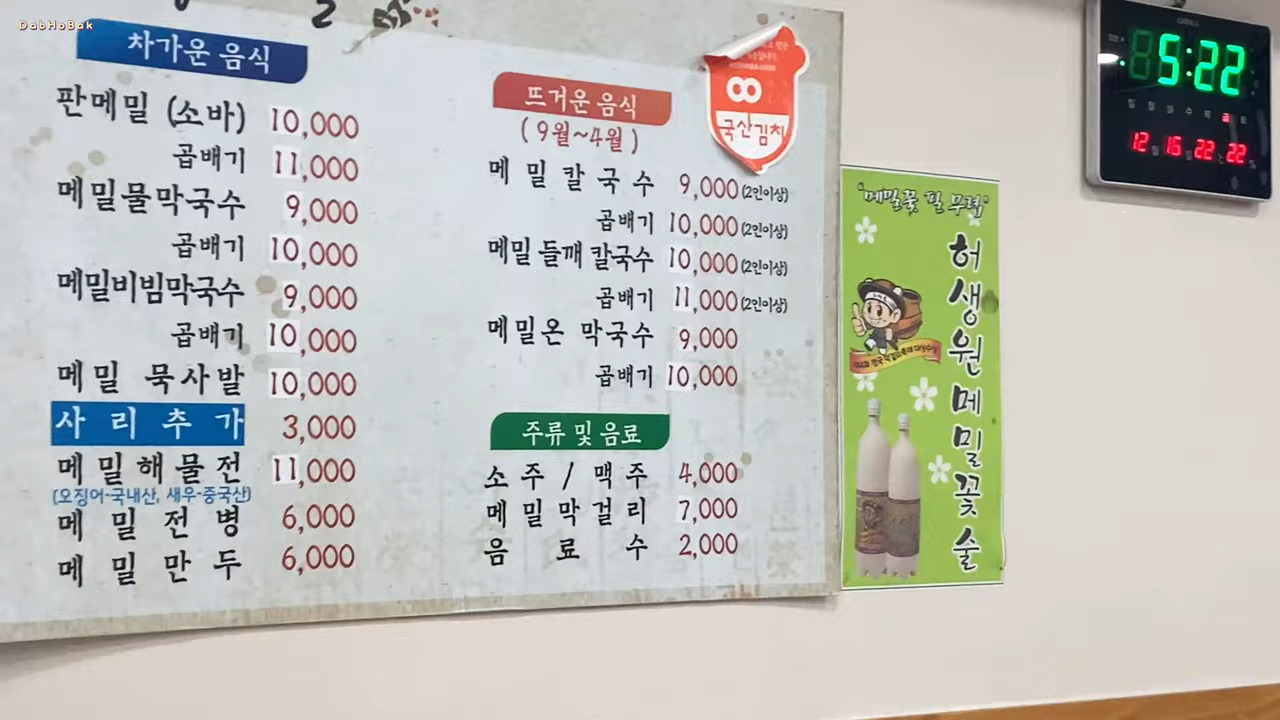 DabHoBak
차가운 음식
판메밀 (소바) 10,000
곱배기 11,000
메밀물막국수 9,000
곱배기 10,000
메밀비빔막국수 9,000
곱배기 10,000
메밀 묵사발 10,000
사리추가 3,000
메밀해물전 11,000
(오징어-국내산, 새우-중국산)
메밀전병 6,000
메밀만두 6,000
뜨거운 음식
(9월~4월)
메밀칼국수 9,000 (2인이상)
곱배기 10,000 (2인이상)
메밀들깨칼국수 10,000 (2인이상)
곱배기 11,000 (2인이상)
메밀온 막국수 9,000
곱배기 10,000
주류 및 음료
소주 / 맥주 4,000
메밀막걸리 7,000
음료수 2,000
국산김치
"메밀꽃 필 무렵"
허생원메밀꽃술
5:22
12 16 22 22